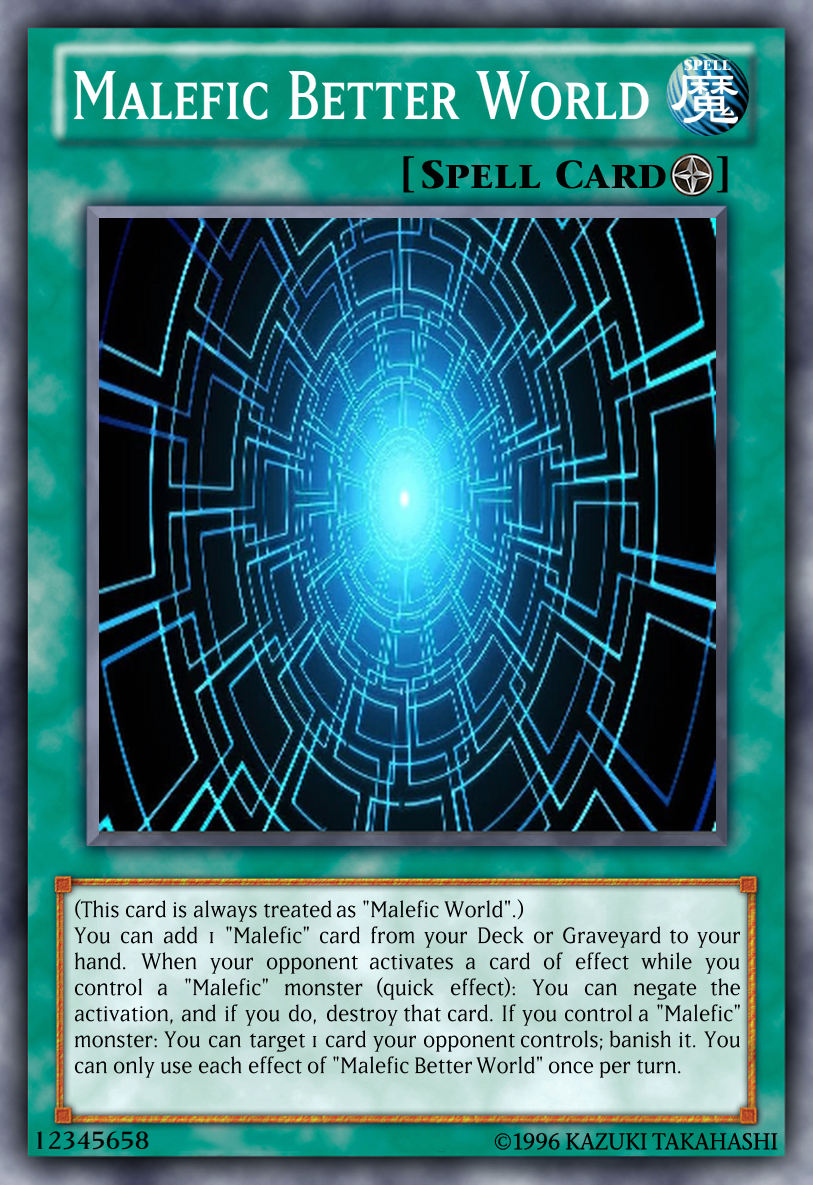 Malefic Better World
SPELL
魔
[Spell Card]
(This card is always treated as "Malefic World".)
You can add 1 "Malefic" card from your Deck or Graveyard to your
hand. When your opponent activates a card of effect while you
control a "Malefic" monster (quick effect): You can negate the
activation, and if you do, destroy that card. If you control a "Malefic"
monster: You can target 1 card your opponent controls; banish it. You
can only use each effect of "Malefic Better World" once per turn.
12345658
©1996 KAZUKI TAKAHASHI